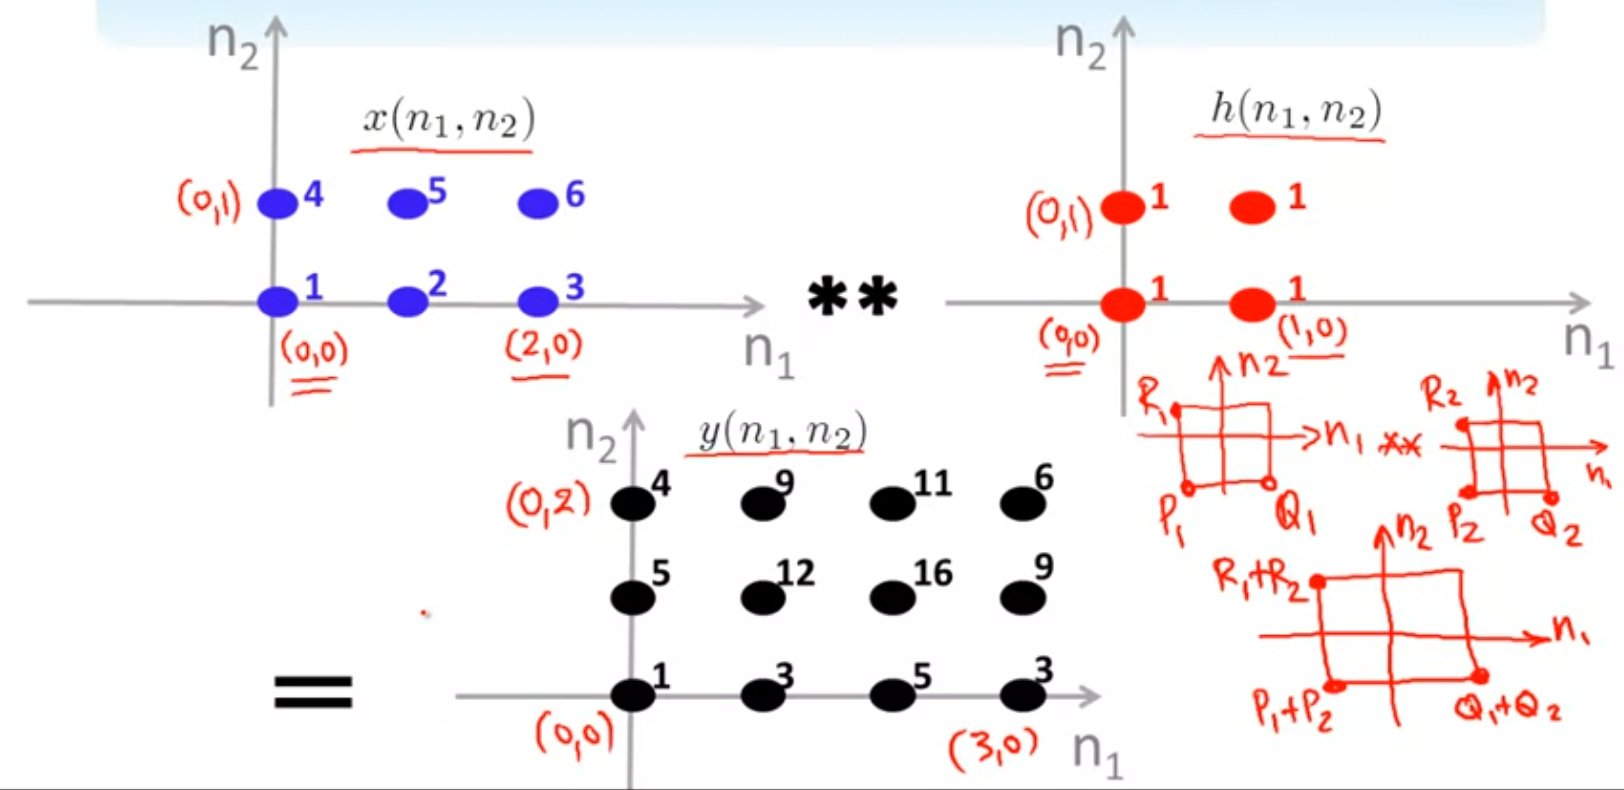 n₂
x(n₁, n₂)
(0,1) 4 5 6
1 2 3
(0,0) (2,0) n₁
**
n₂
h(n₁, n₂)
(0,1) 1 1
1 1
(0,0) (1,0) n₁
=
n₂
y(n₁, n₂)
(0,2) 4 9 11 6
5 12 16 9
1 3 5 3
(0,0) (3,0) n₁
n₂
R₁
n₁
P₁ Q₁
**
R₂ n₂
n₁
P₂ Q₂
n₂
R₁+R₂
n₁
P₁+P₂ Q₁+Q₂